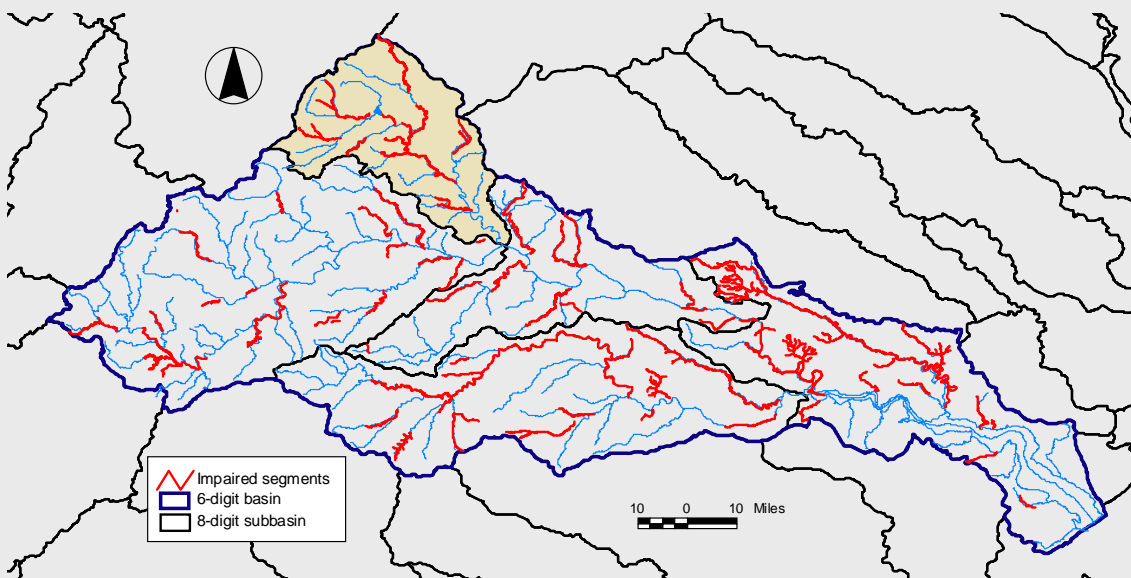 Impaired segments
6-digit basin
8-digit subbasin
10 0 10 Miles